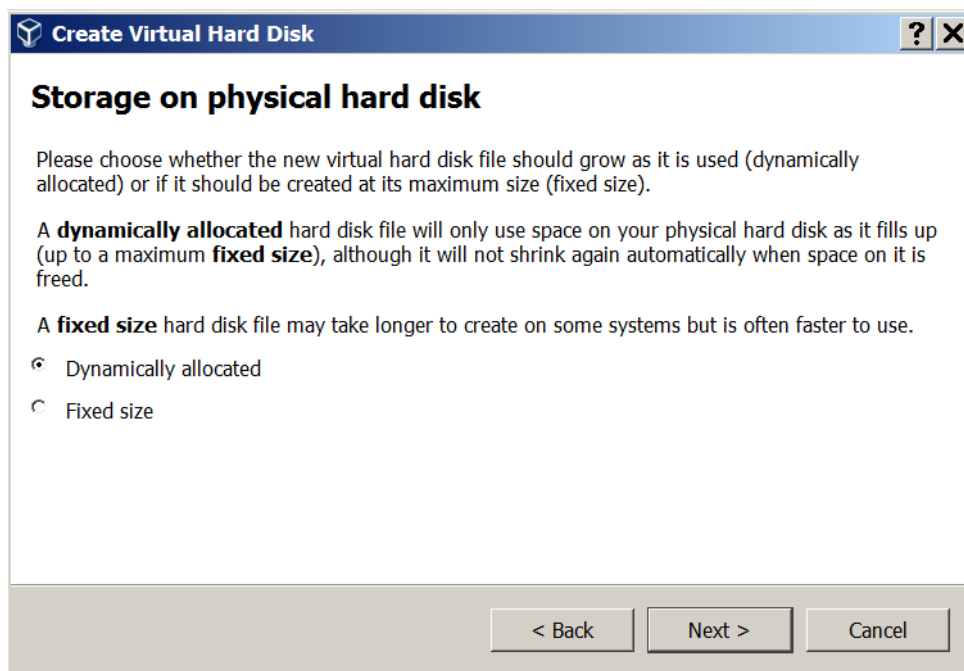 Create Virtual Hard Disk
Storage on physical hard disk
Please choose whether the new virtual hard disk file should grow as it is used (dynamically
allocated) or if it should be created at its maximum size (fixed size).
A dynamically allocated hard disk file will only use space on your physical hard disk as it fills up
(up to a maximum fixed size), although it will not shrink again automatically when space on it is
freed.
A fixed size hard disk file may take longer to create on some systems but is often faster to use.
Dynamically allocated
Fixed size
< Back Next > Cancel